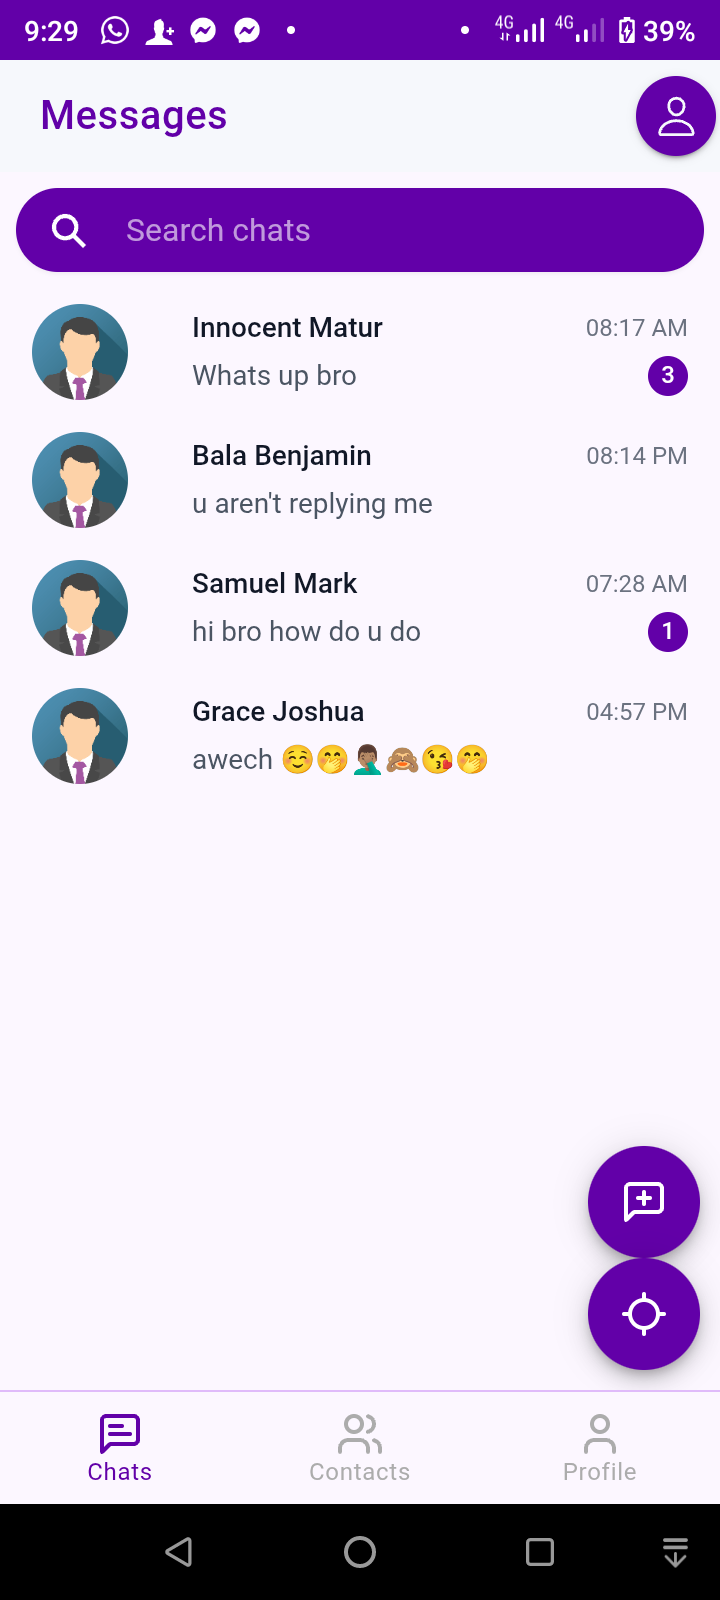 9:29 4G 4G 39%
Messages
Search chats
Innocent Matur 08:17 AM
Whats up bro 3
Bala Benjamin 08:14 PM
u aren't replying me
Samuel Mark 07:28 AM
hi bro how do u do 1
Grace Joshua 04:57 PM
awech ☺️🤭🤦🏽‍♂️🙈😘🤭
Chats Contacts Profile